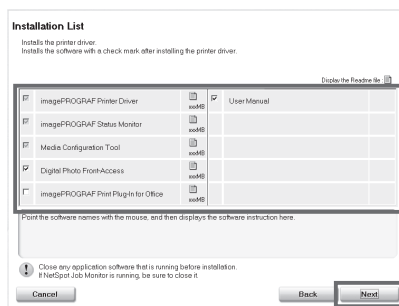 Installation List
Installs the printer driver.
Installs the software with a check mark after installing the printer driver.
Display the Readme file :
imagePROGRAF Printer Driver
xxxMB
User Manual
imagePROGRAF Status Monitor
xxxMB
Media Configuration Tool
xxxMB
Digital Photo Front-Access
xxxMB
imagePROGRAF Print Plug-In for Office
xxxMB
Point the software names with the mouse, and then displays the software instruction here.
Close any application software that is running before installation.
If NetSpot Job Monitor is running, be sure to close it.
Cancel
Back
Next